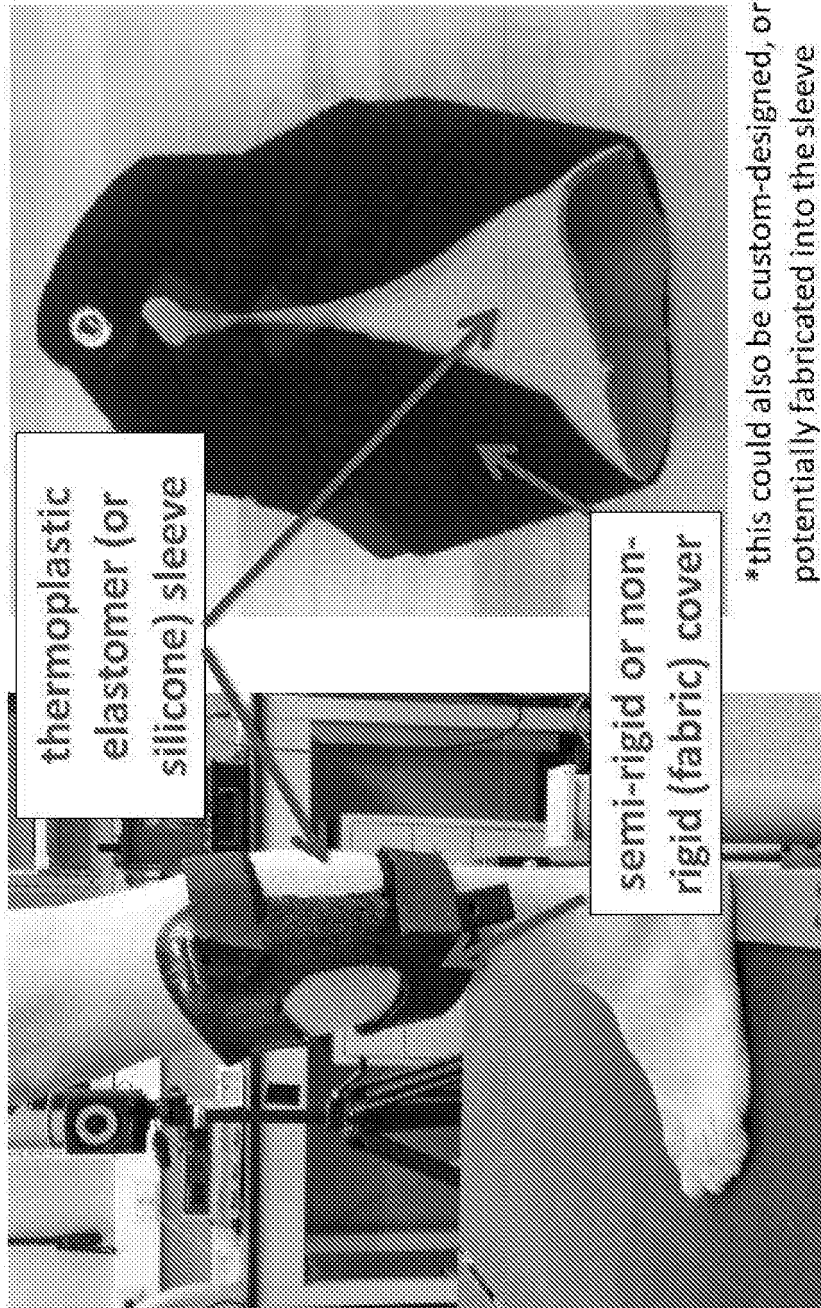 thermoplastic
elastomer (or
silicone) sleeve
semi-rigid or non-
rigid (fabric) cover
*this could also be custom-designed, or
potentially fabricated into the sleeve